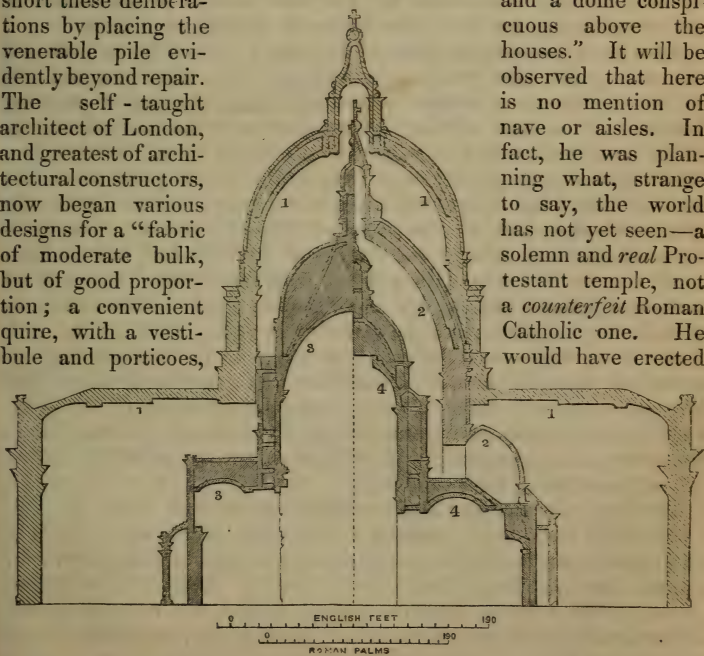 short these delibera-
tions by placing the
venerable pile evi-
dently beyond repair.
The self-taught
architect of London,
and greatest of archi-
tectural constructors,
now began various
designs for a "fabric
of moderate bulk,
but of good propor-
tion; a convenient
quire, with a vesti-
bule and porticoes,
and a dome conspi-
cuous above the
houses." It will be
observed that here
is no mention of
nave or aisles. In
fact, he was plan-
ning what, strange
to say, the world
has not yet seen—a
solemn and real Pro-
testant temple, not
a counterfeit Roman
Catholic one. He
would have erected
1 1
2
3
4
1 1
2
3
4
0 ENGLISH FEET 190
0 190
ROMAN PALMS